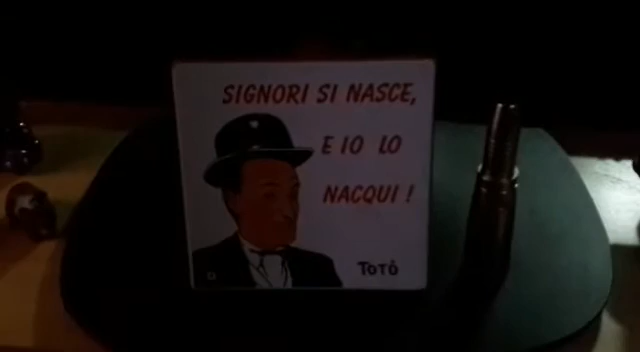 SIGNORI SI NASCE,
E IO LO
NACQUI !
TOTÒ